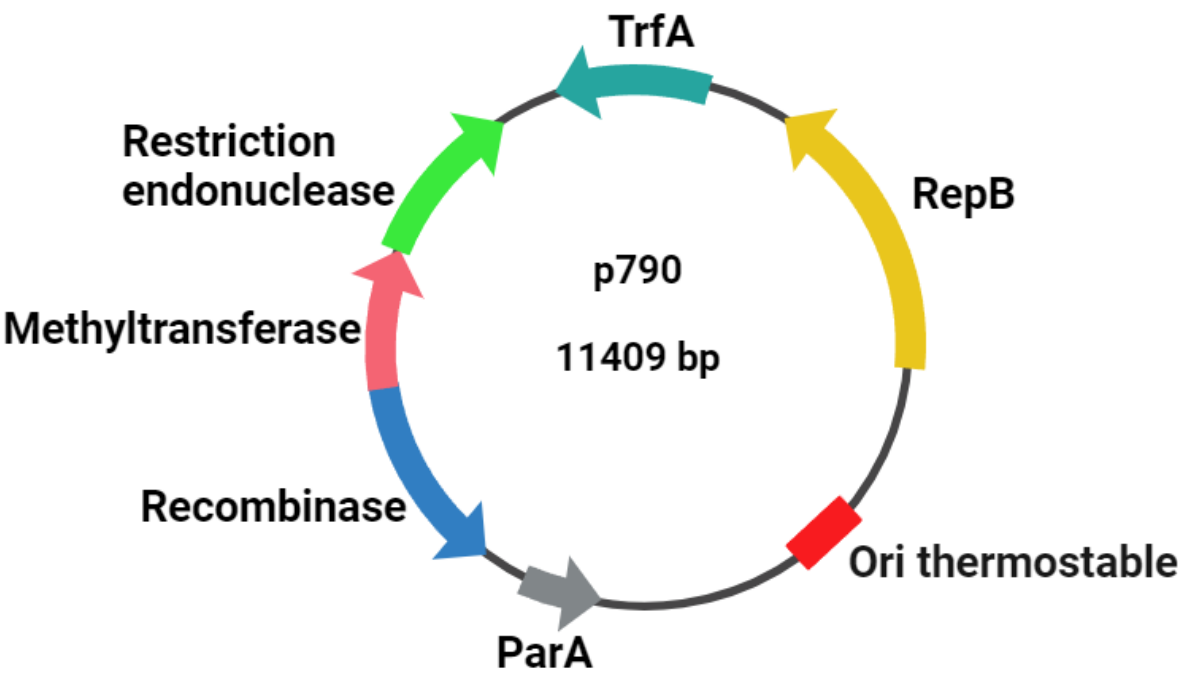 TrfA
Restriction
endonuclease
RepB
p790
Methyltransferase
11409 bp
Recombinase
Ori thermostable
ParA